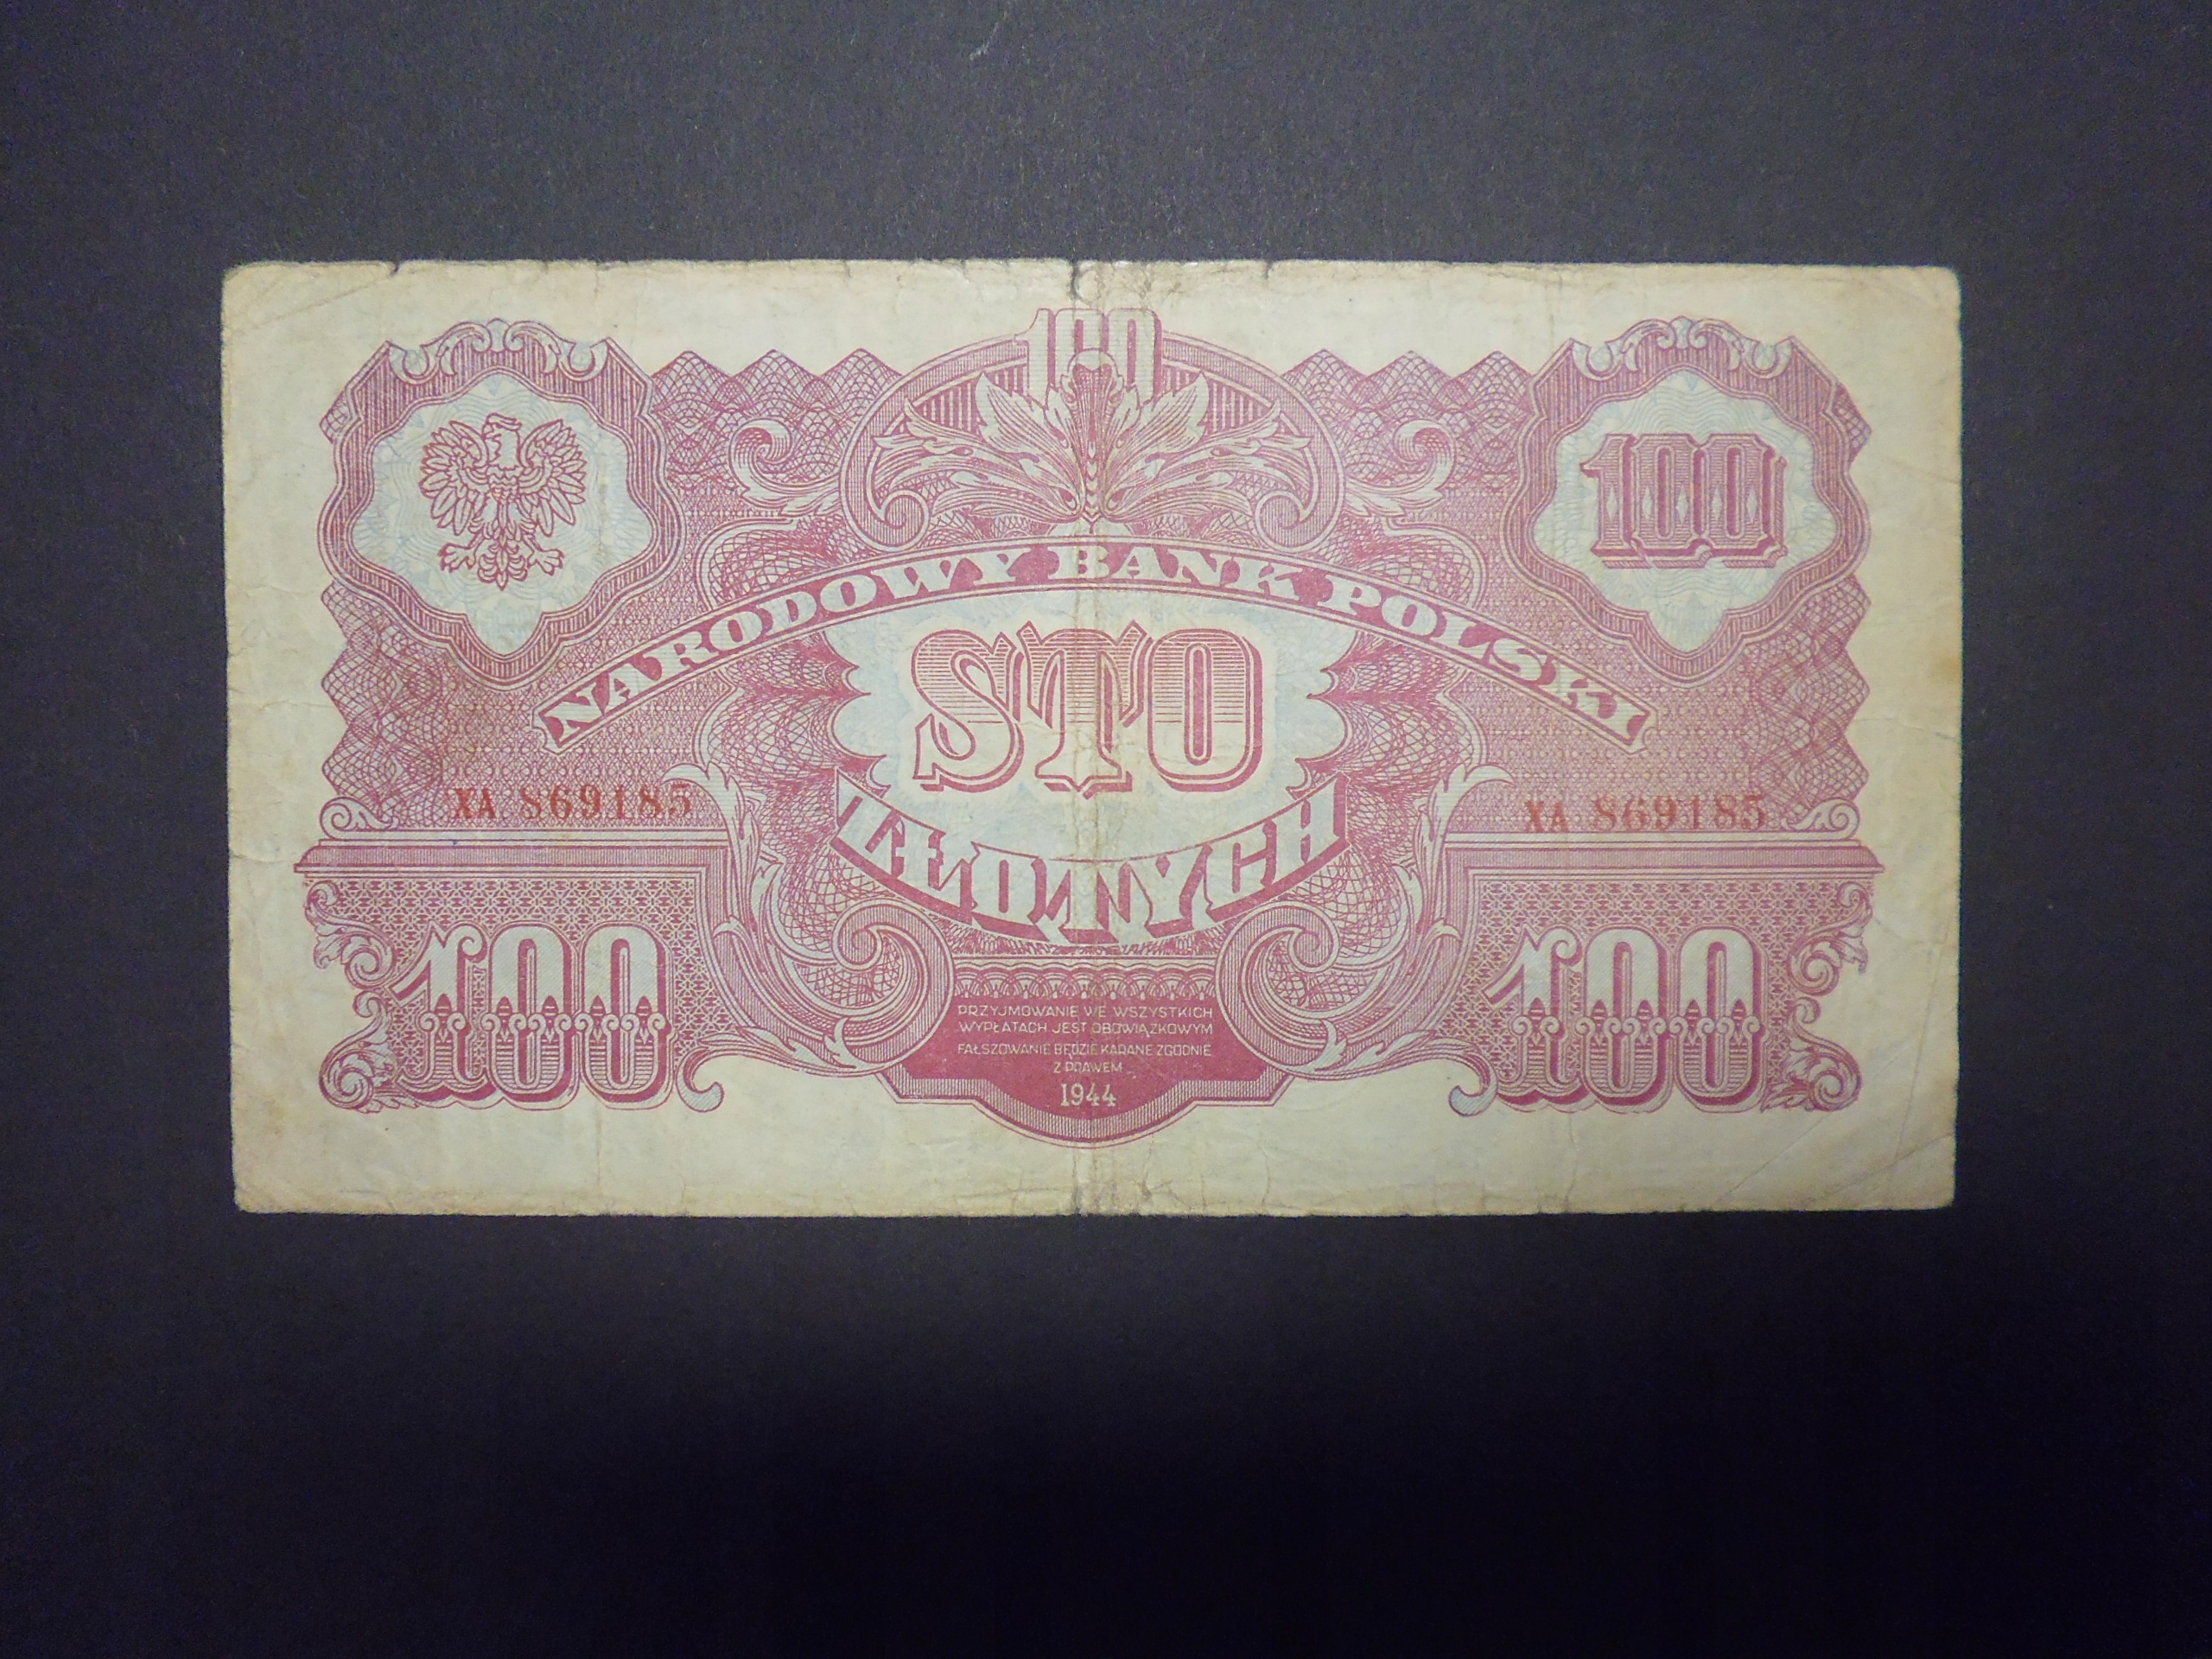 100
100
NARODOWY BANK POLSKI
STO
ZŁOTYCH
XA 869185
XA 869185
100
100
PRZYJMOWANIE WE WSZYSTKICH
WYPŁATACH JEST OBOWIĄZKOWYM
FAŁSZOWANIE BĘDZIE KARANE ZGODNIE
Z PRAWEM
1944